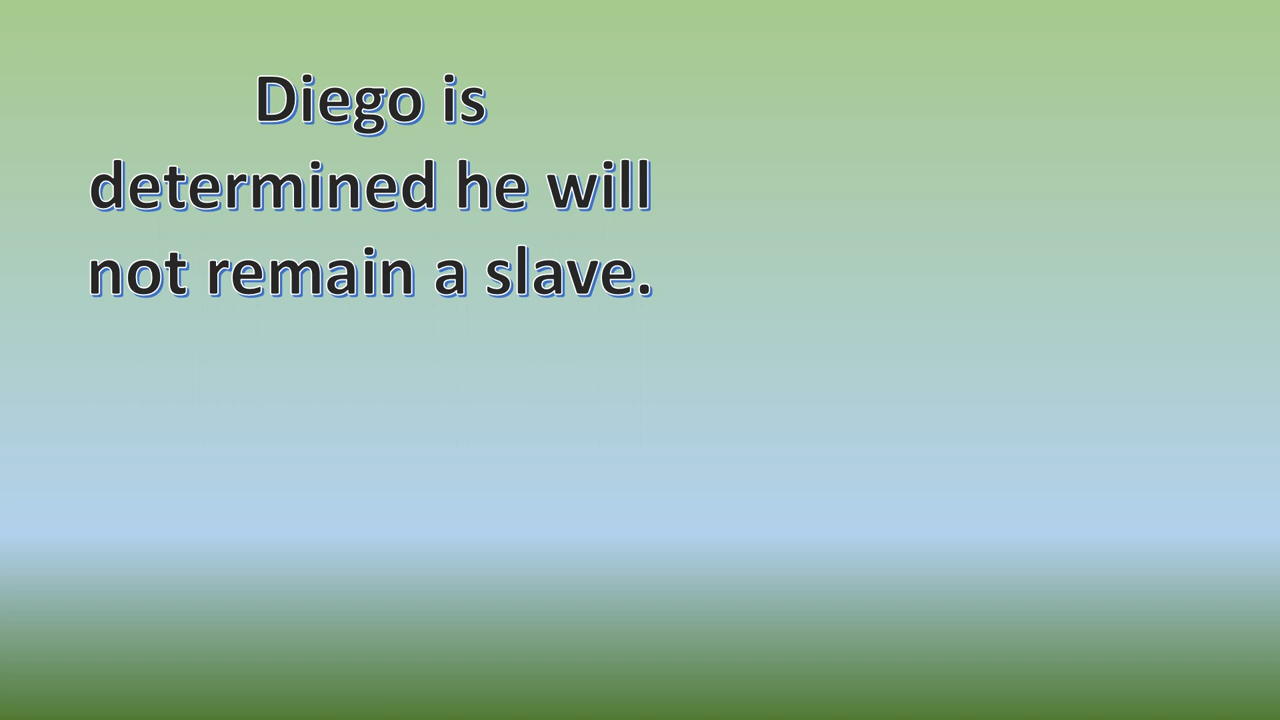 Diego is
determined he will
not remain a slave.